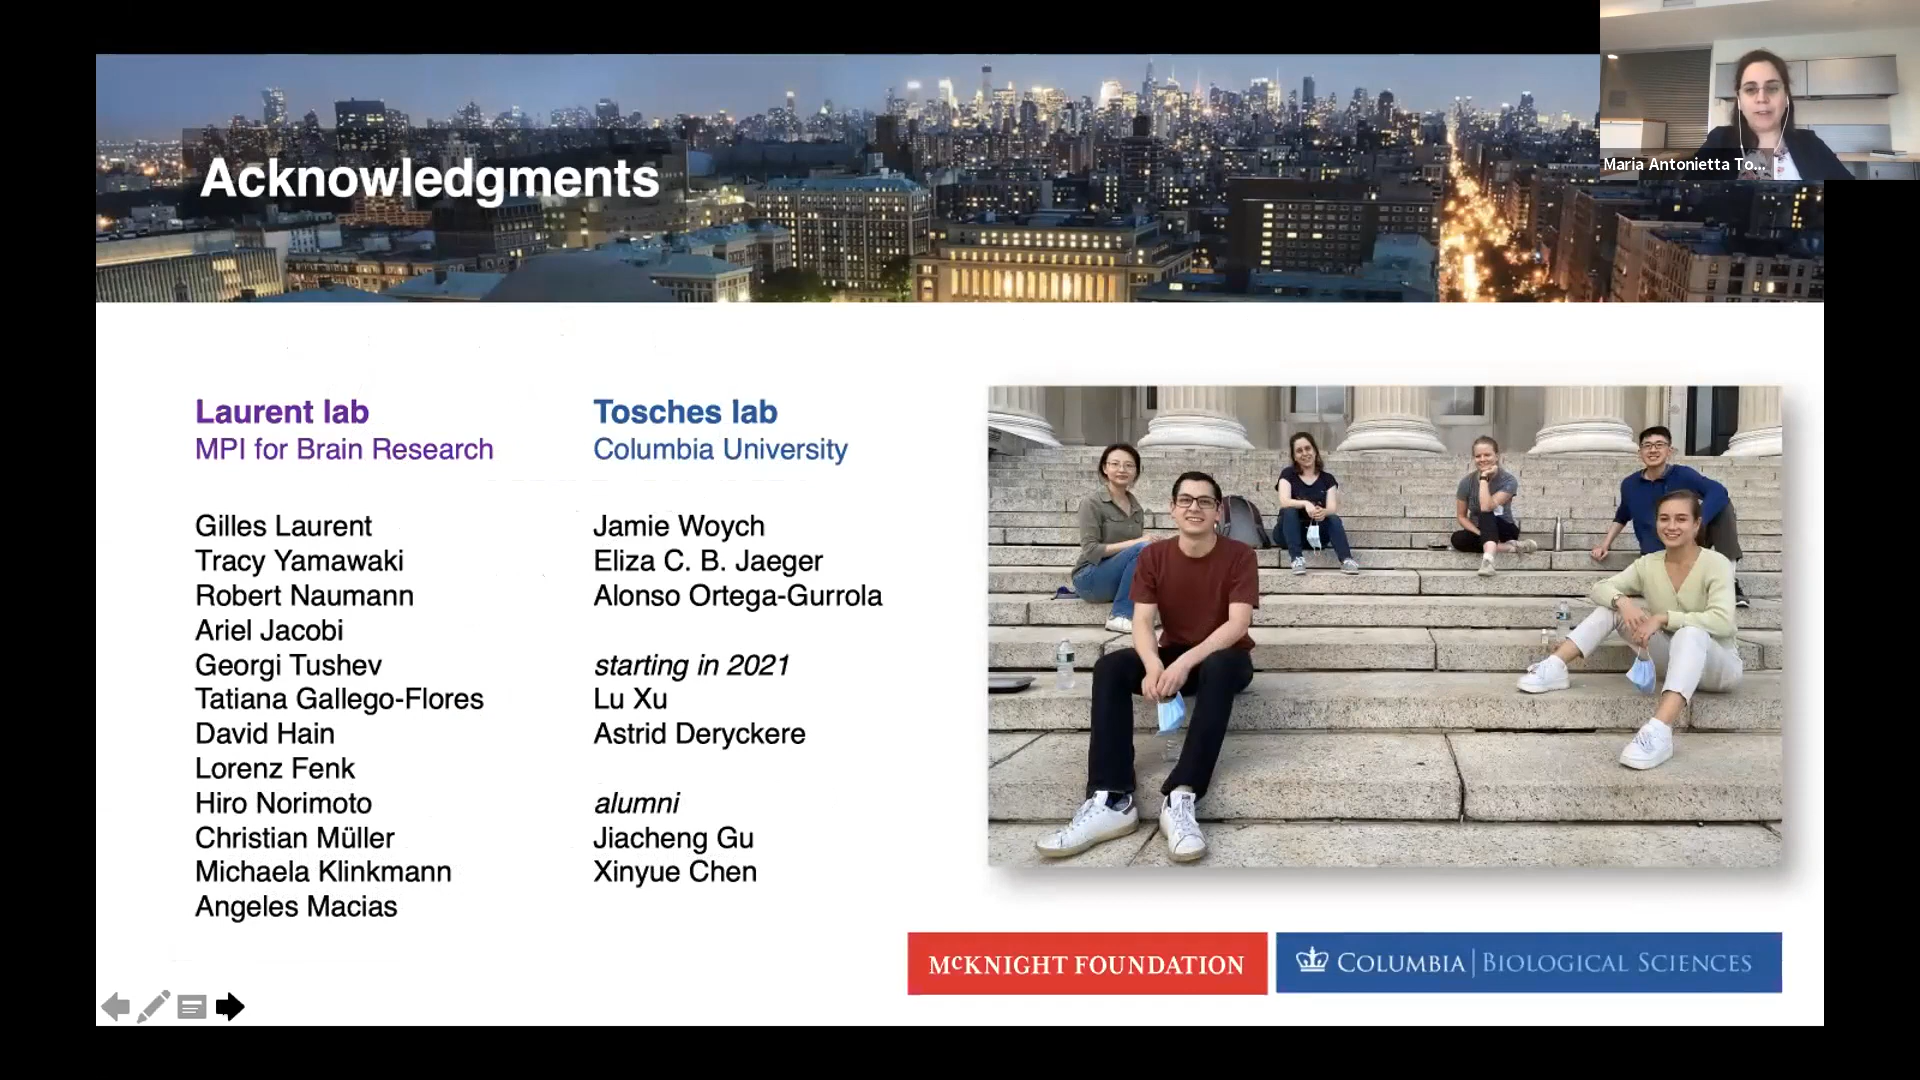 Maria Antonietta To...
Acknowledgments
Laurent lab
MPI for Brain Research
Gilles Laurent
Tracy Yamawaki
Robert Naumann
Ariel Jacobi
Georgi Tushev
Tatiana Gallego-Flores
David Hain
Lorenz Fenk
Hiro Norimoto
Christian Müller
Michaela Klinkmann
Angeles Macias
Tosches lab
Columbia University
Jamie Woych
Eliza C. B. Jaeger
Alonso Ortega-Gurrola
starting in 2021
Lu Xu
Astrid Deryckere
alumni
Jiacheng Gu
Xinyue Chen
McKNIGHT FOUNDATION
COLUMBIA | BIOLOGICAL SCIENCES